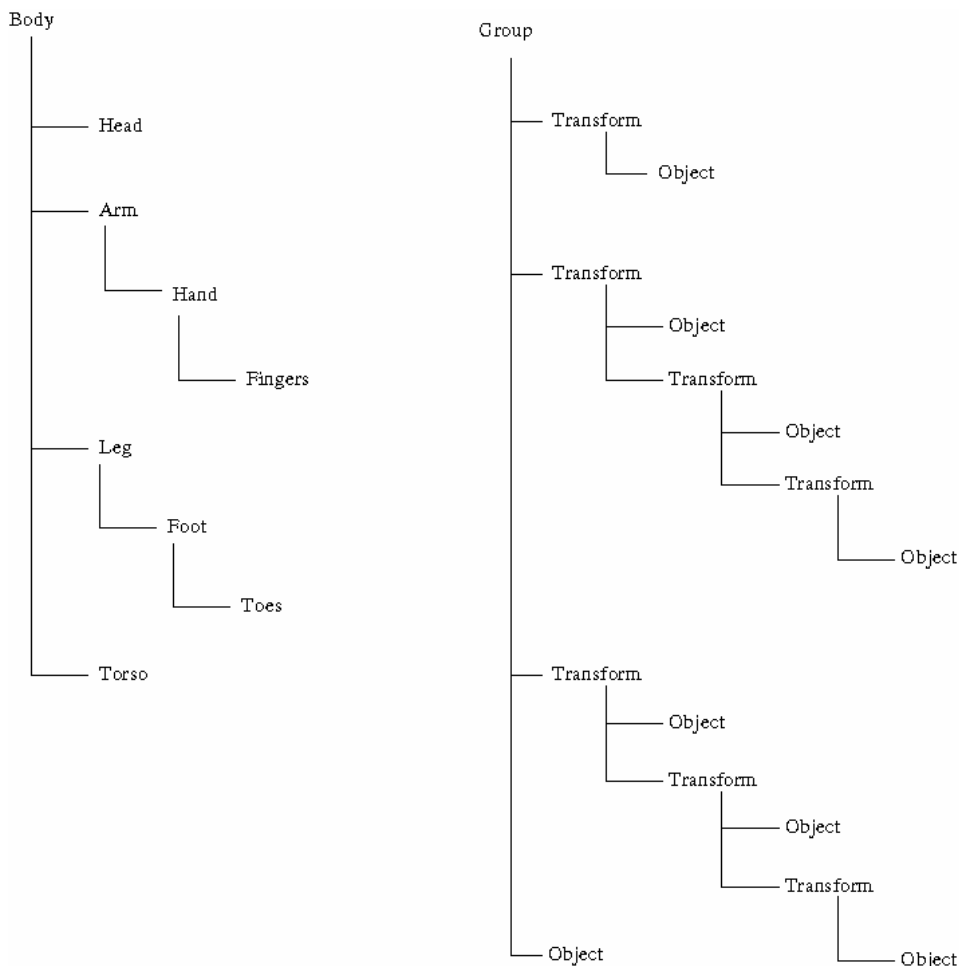 Body
Head
Arm
Hand
Fingers
Leg
Foot
Toes
Torso
Group
Transform
Object
Transform
Object
Transform
Object
Transform
Object
Transform
Object
Transform
Object
Transform
Object
Object